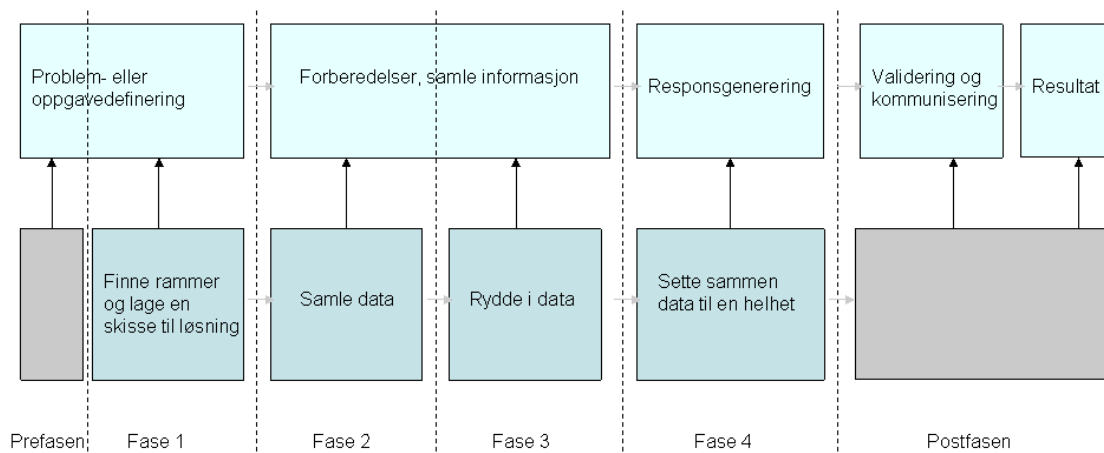 Problem- eller
oppgavedefinering
Forberedelser, samle informasjon
Responsgenerering
Validering og
kommunisering
Resultat
Finne rammer
og lage en
skisse til løsning
Samle data
Rydde i data
Sette sammen
data til en helhet
Prefasen
Fase 1
Fase 2
Fase 3
Fase 4
Postfasen